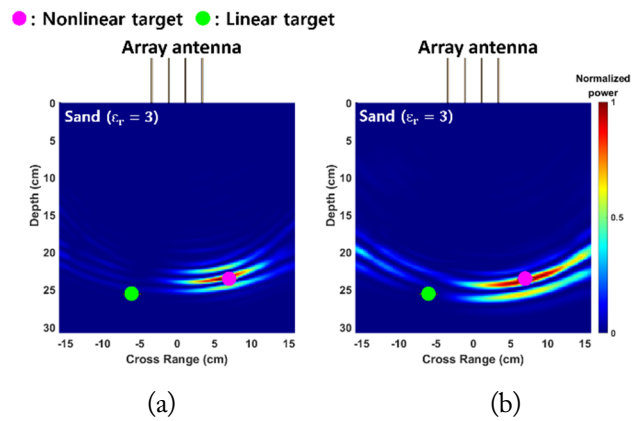 : Nonlinear target : Linear target
Array antenna Array antenna
Normalized
power
Sand (εr = 3) Sand (εr = 3)
0 0 1
5 5
10 10
15 15 0.5
20 20
25 25
30 30 0
Depth (cm) Depth (cm)
-15 -10 -5 0 5 10 15 -15 -10 -5 0 5 10 15
Cross Range (cm) Cross Range (cm)
(a) (b)